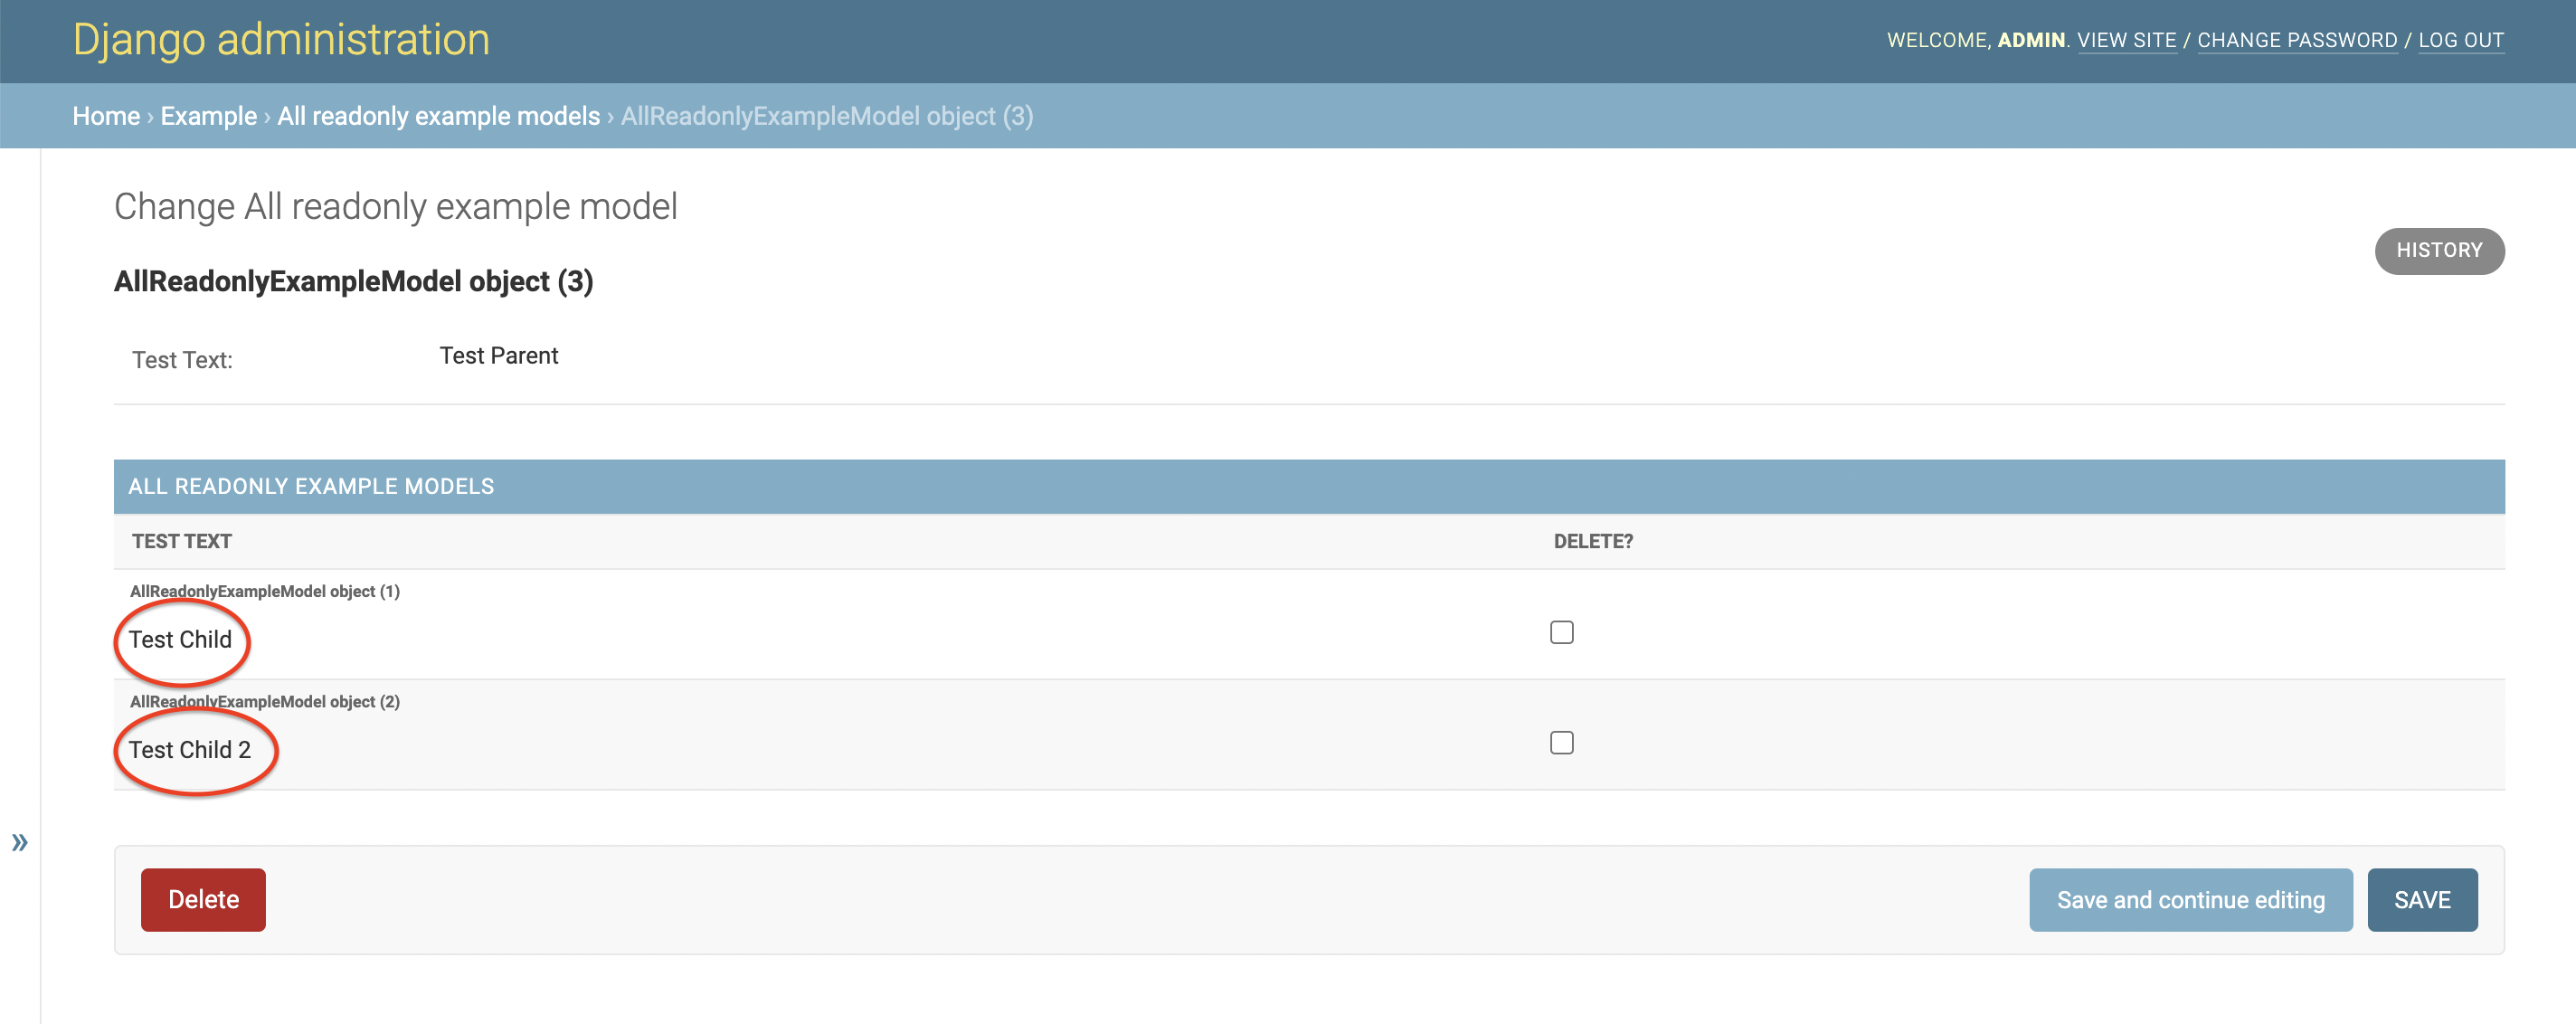 Django administration
WELCOME, ADMIN. VIEW SITE / CHANGE PASSWORD / LOG OUT
Home › Example › All readonly example models › AllReadonlyExampleModel object (3)
Change All readonly example model
HISTORY
AllReadonlyExampleModel object (3)
Test Text: Test Parent
ALL READONLY EXAMPLE MODELS
TEST TEXT DELETE?
AllReadonlyExampleModel object (1)
Test Child
AllReadonlyExampleModel object (2)
Test Child 2
»
Delete Save and continue editing SAVE